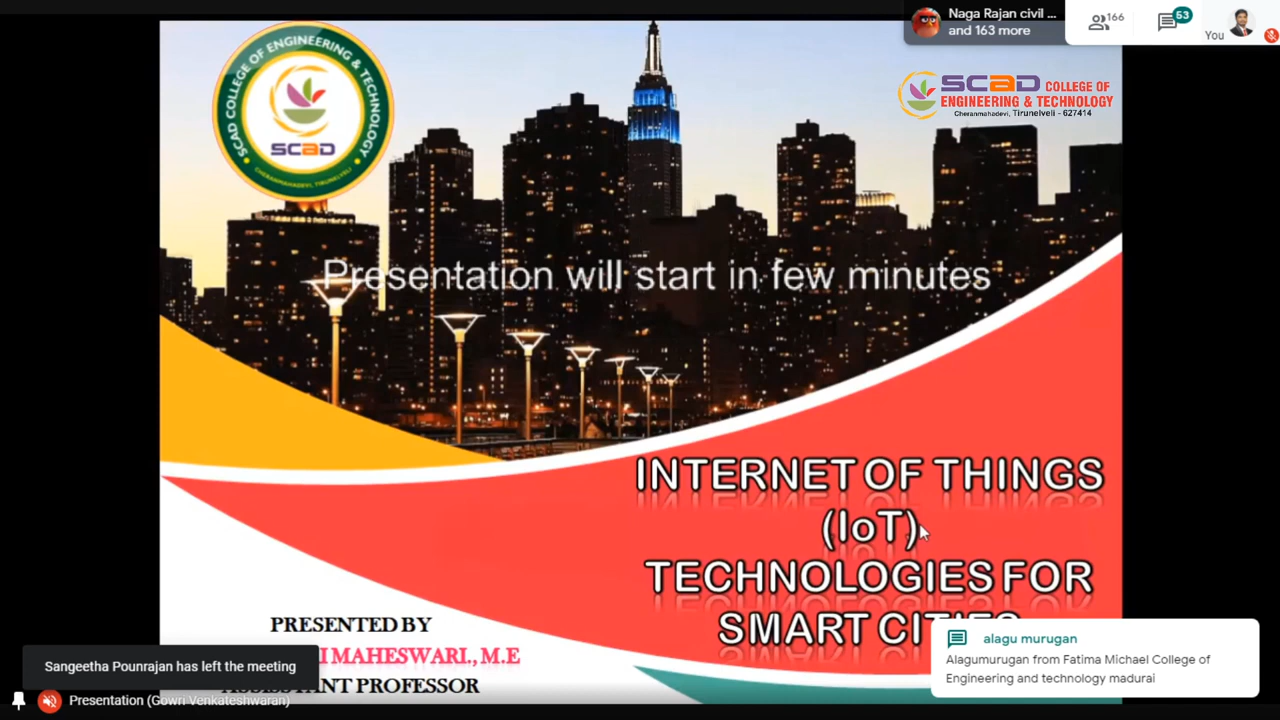 Naga Rajan civil ...
and 163 more
166
53
You
SCAD COLLEGE OF ENGINEERING & TECHNOLOGY
SCAD
CHERANMAHADEVI, TIRUNELVELI
SCAD COLLEGE OF
ENGINEERING & TECHNOLOGY
Cheranmahadevi, Tirunelveli - 627414
Presentation will start in few minutes
INTERNET OF THINGS
(IoT)
TECHNOLOGIES FOR
SMART
PRESENTED BY
MAHESWARI., M.E
PROFESSOR
Sangeetha Pounrajan has left the meeting
Presentation (Gowri Venkateshwaran)
alagu murugan
Alagumurugan from Fatima Michael College of
Engineering and technology madurai